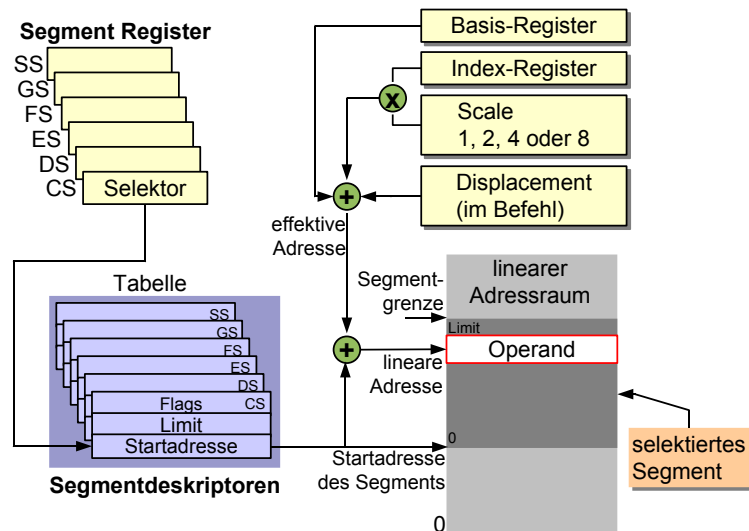 Segment Register
SS
GS
FS
ES
DS
CS
Selektor
Basis-Register
Index-Register
x
Scale
1, 2, 4 oder 8
+
Displacement
(im Befehl)
effektive
Adresse
Tabelle
SS
GS
FS
ES
DS
Flags CS
Limit
Startadresse
Segmentdeskriptoren
Segment-
grenze
linearer
Adressraum
Limit
+
Operand
lineare
Adresse
0
Startadresse
des Segments
selektiertes
Segment
0